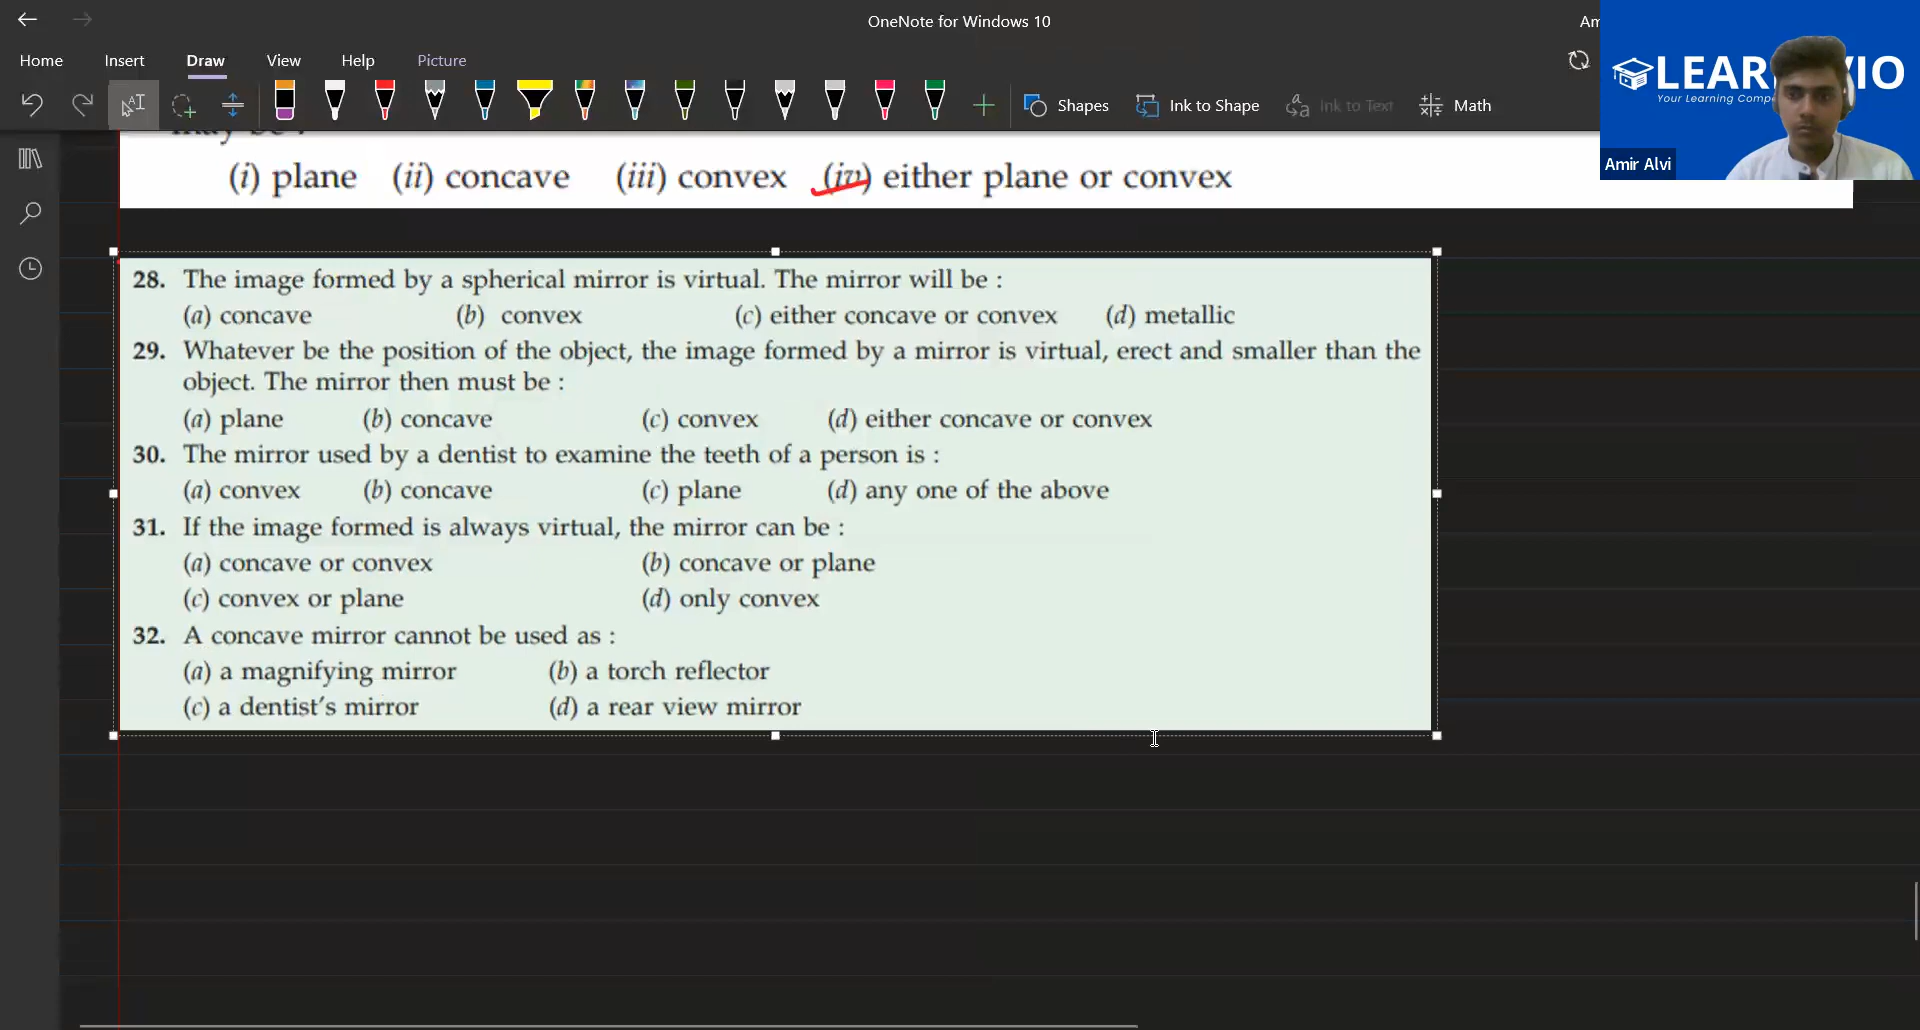 OneNote for Windows 10
Am
Home Insert Draw View Help Picture
Shapes Ink to Shape Ink to Text Math
LEAR VIO
Your Learning Comp
Amir Alvi
may be :
(i) plane (ii) concave (iii) convex (iv) either plane or convex
28. The image formed by a spherical mirror is virtual. The mirror will be :
(a) concave (b) convex (c) either concave or convex (d) metallic
29. Whatever be the position of the object, the image formed by a mirror is virtual, erect and smaller than the
object. The mirror then must be :
(a) plane (b) concave (c) convex (d) either concave or convex
30. The mirror used by a dentist to examine the teeth of a person is :
(a) convex (b) concave (c) plane (d) any one of the above
31. If the image formed is always virtual, the mirror can be :
(a) concave or convex (b) concave or plane
(c) convex or plane (d) only convex
32. A concave mirror cannot be used as :
(a) a magnifying mirror (b) a torch reflector
(c) a dentist's mirror (d) a rear view mirror